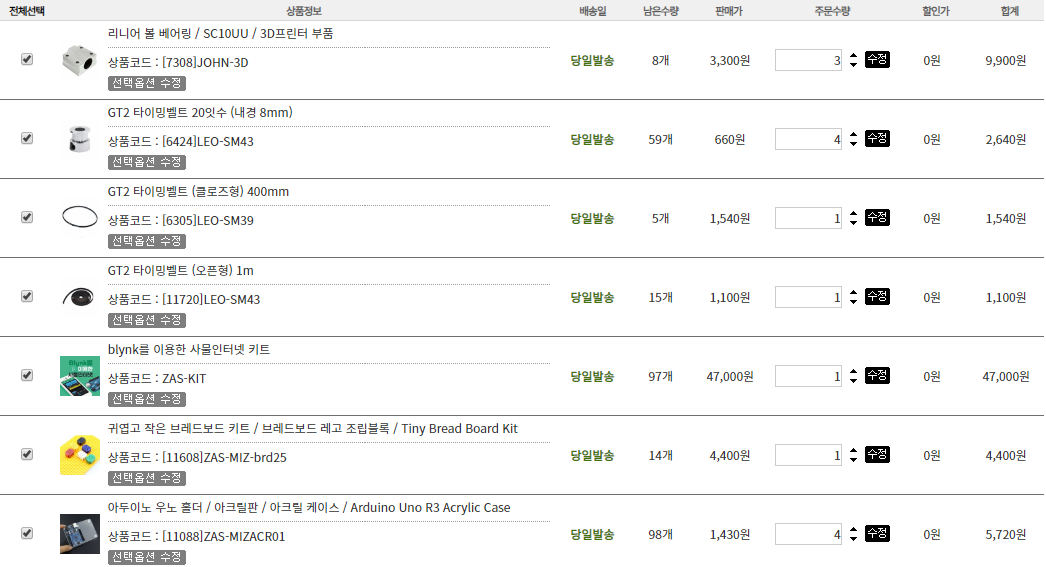 전체선택 상품정보 배송일 남은수량 판매가 주문수량 할인가 합계
리니어 볼 베어링 / SC10UU / 3D프린터 부품
상품코드 : [7308]JOHN-3D 당일발송 8개 3,300원 3 수정 0원 9,900원
선택옵션 수정
GT2 타이밍벨트 20잇수 (내경 8mm)
상품코드 : [6424]LEO-SM43 당일발송 59개 660원 4 수정 0원 2,640원
선택옵션 수정
GT2 타이밍벨트 (클로즈형) 400mm
상품코드 : [6305]LEO-SM39 당일발송 5개 1,540원 1 수정 0원 1,540원
선택옵션 수정
GT2 타이밍벨트 (오픈형) 1m
상품코드 : [11720]LEO-SM43 당일발송 15개 1,100원 1 수정 0원 1,100원
선택옵션 수정
blynk를 이용한 사물인터넷 키트
Blynk를
이용한
상품코드 : ZAS-KIT 당일발송 97개 47,000원 1 수정 0원 47,000원
선택옵션 수정
귀엽고 작은 브레드보드 키트 / 브레드보드 레고 조립블록 / Tiny Bread Board Kit
상품코드 : [11608]ZAS-MIZ-brd25 당일발송 14개 4,400원 1 수정 0원 4,400원
선택옵션 수정
아두이노 우노 홀더 / 아크릴판 / 아크릴 케이스 / Arduino Uno R3 Acrylic Case
상품코드 : [11088]ZAS-MIZACR01 당일발송 98개 1,430원 4 수정 0원 5,720원
선택옵션 수정